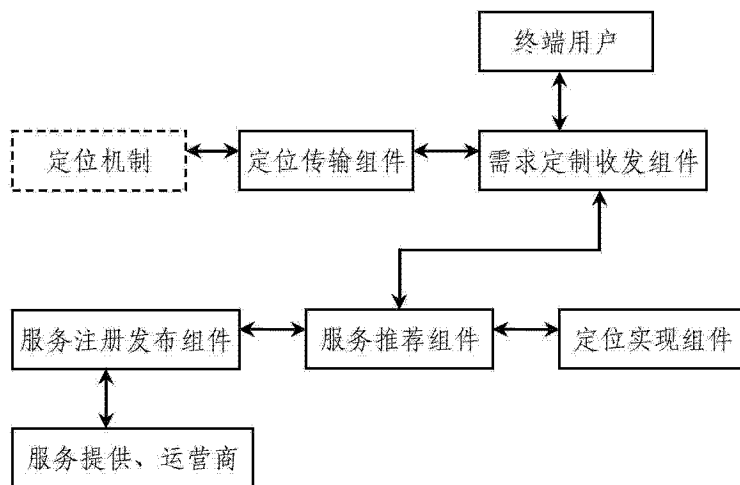 终端用户
定位机制
定位传输组件
需求定制收发组件
服务注册发布组件
服务推荐组件
定位实现组件
服务提供、运营商